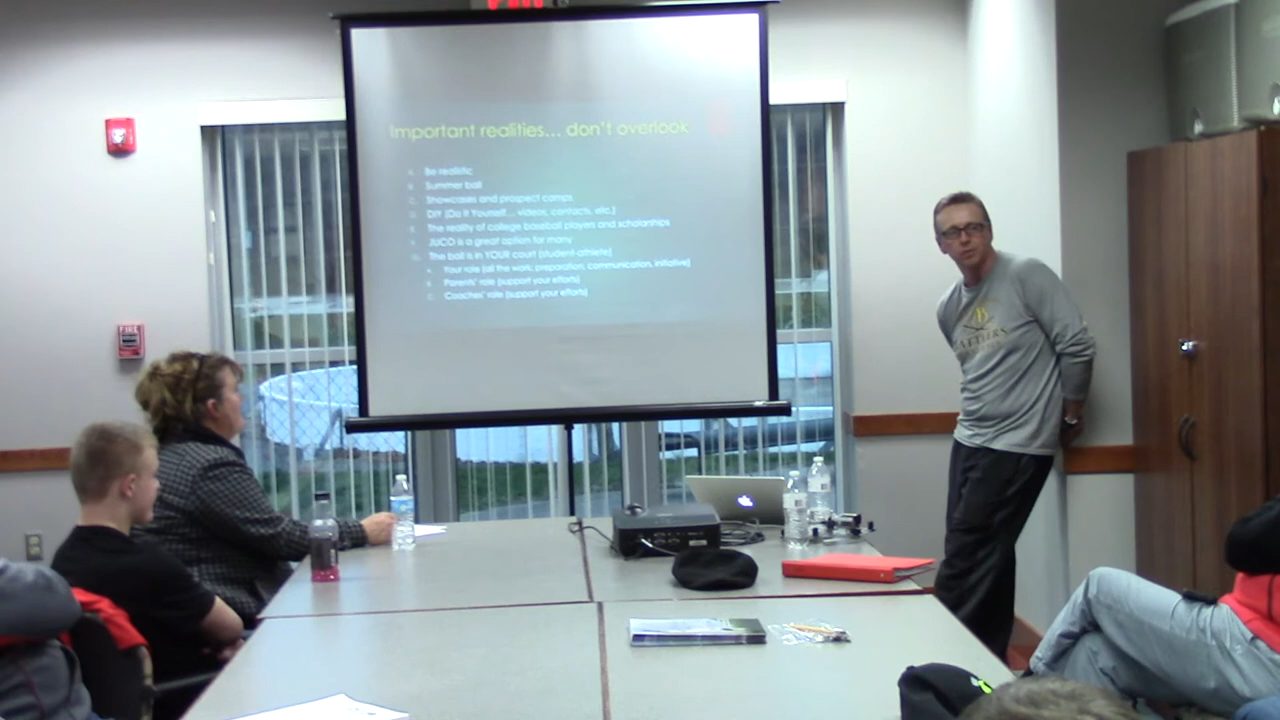 Important realities... don't overlook
A. Be realistic
B. Summer ball
C. Showcases and prospect camps
D. DIY (Do It Yourself... videos, contacts, etc.)
E. The reality of college baseball players and scholarships
F. JUCO is a great option for many
G. The ball is in YOUR court (student-athlete)
A. Your role (all the work: preparation, communication, initiative)
B. Parents' role (support your efforts)
C. Coaches' role (support your efforts)
FIRE
B